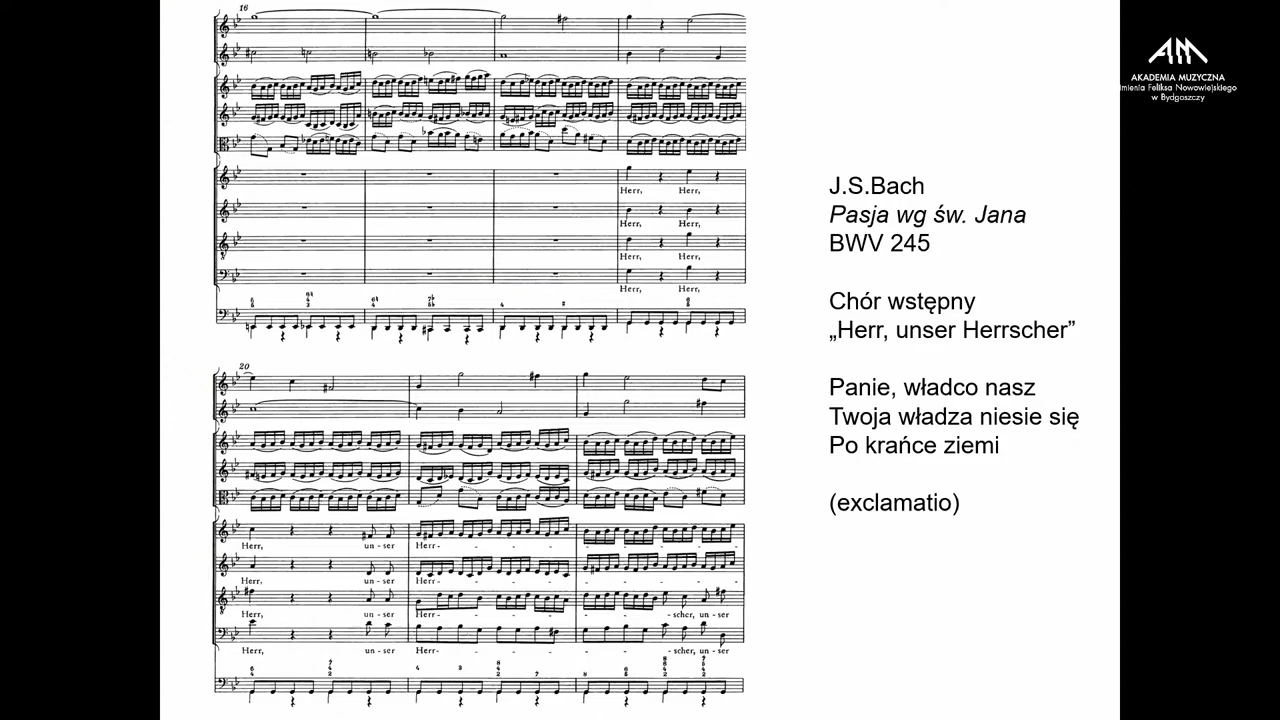 16
Herr, Herr,
Herr, Herr,
Herr, Herr,
Herr, Herr,
20
Herr, un - ser Herr-
Herr, un - ser Herr-
Herr, un - ser Herr- - scher, un - ser
Herr, un - ser Herr- - scher, un - ser
AKADEMIA MUZYCZNA
imienia Feliksa Nowowiejskiego
w Bydgoszczy
J.S.Bach
Pasja wg św. Jana
BWV 245
Chór wstępny
„Herr, unser Herrscher”
Panie, władco nasz
Twoja władza niesie się
Po krańce ziemi
(exclamatio)